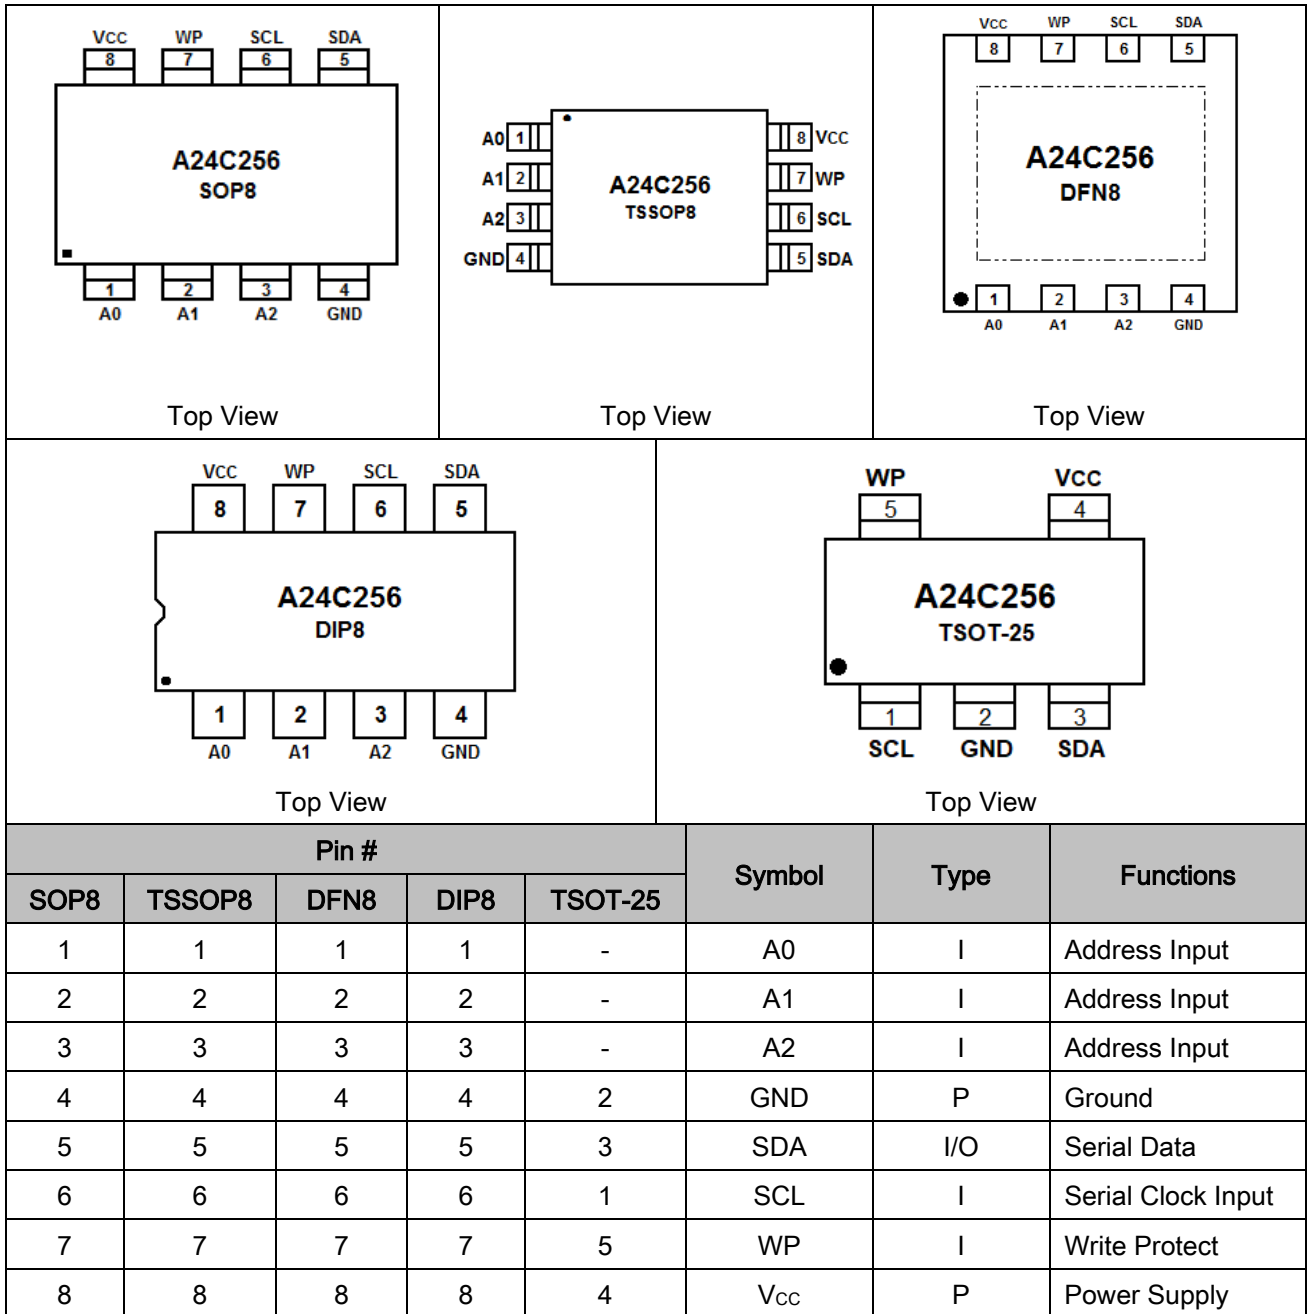 VCC WP SCL SDA
8 7 6 5
A24C256
SOP8
1 2 3 4
A0 A1 A2 GND
Top View
A0 1 8 VCC
A1 2 7 WP
A2 3 6 SCL
GND 4 5 SDA
A24C256
TSSOP8
Top View
VCC WP SCL SDA
8 7 6 5
A24C256
DFN8
1 2 3 4
A0 A1 A2 GND
Top View
VCC WP SCL SDA
8 7 6 5
A24C256
DIP8
1 2 3 4
A0 A1 A2 GND
Top View
WP VCC
5 4
A24C256
TSOT-25
1 2 3
SCL GND SDA
Top View
Pin # Symbol Type Functions
SOP8 TSSOP8 DFN8 DIP8 TSOT-25
1 1 1 1 - A0 I Address Input
2 2 2 2 - A1 I Address Input
3 3 3 3 - A2 I Address Input
4 4 4 4 2 GND P Ground
5 5 5 5 3 SDA I/O Serial Data
6 6 6 6 1 SCL I Serial Clock Input
7 7 7 7 5 WP I Write Protect
8 8 8 8 4 VCC P Power Supply